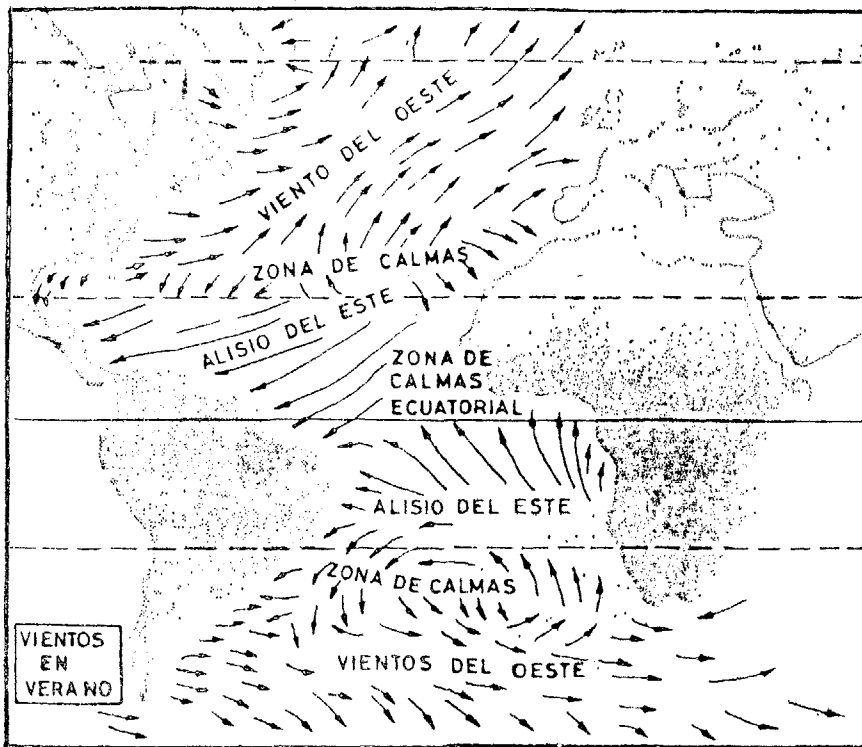 VIENTO DEL OESTE
ZONA DE CALMAS
ALISIO DEL ESTE
ZONA DE
CALMAS
ECUATORIAL
ALISIO DEL ESTE
ZONA DE CALMAS
VIENTOS DEL OESTE
VIENTOS
EN
VERANO